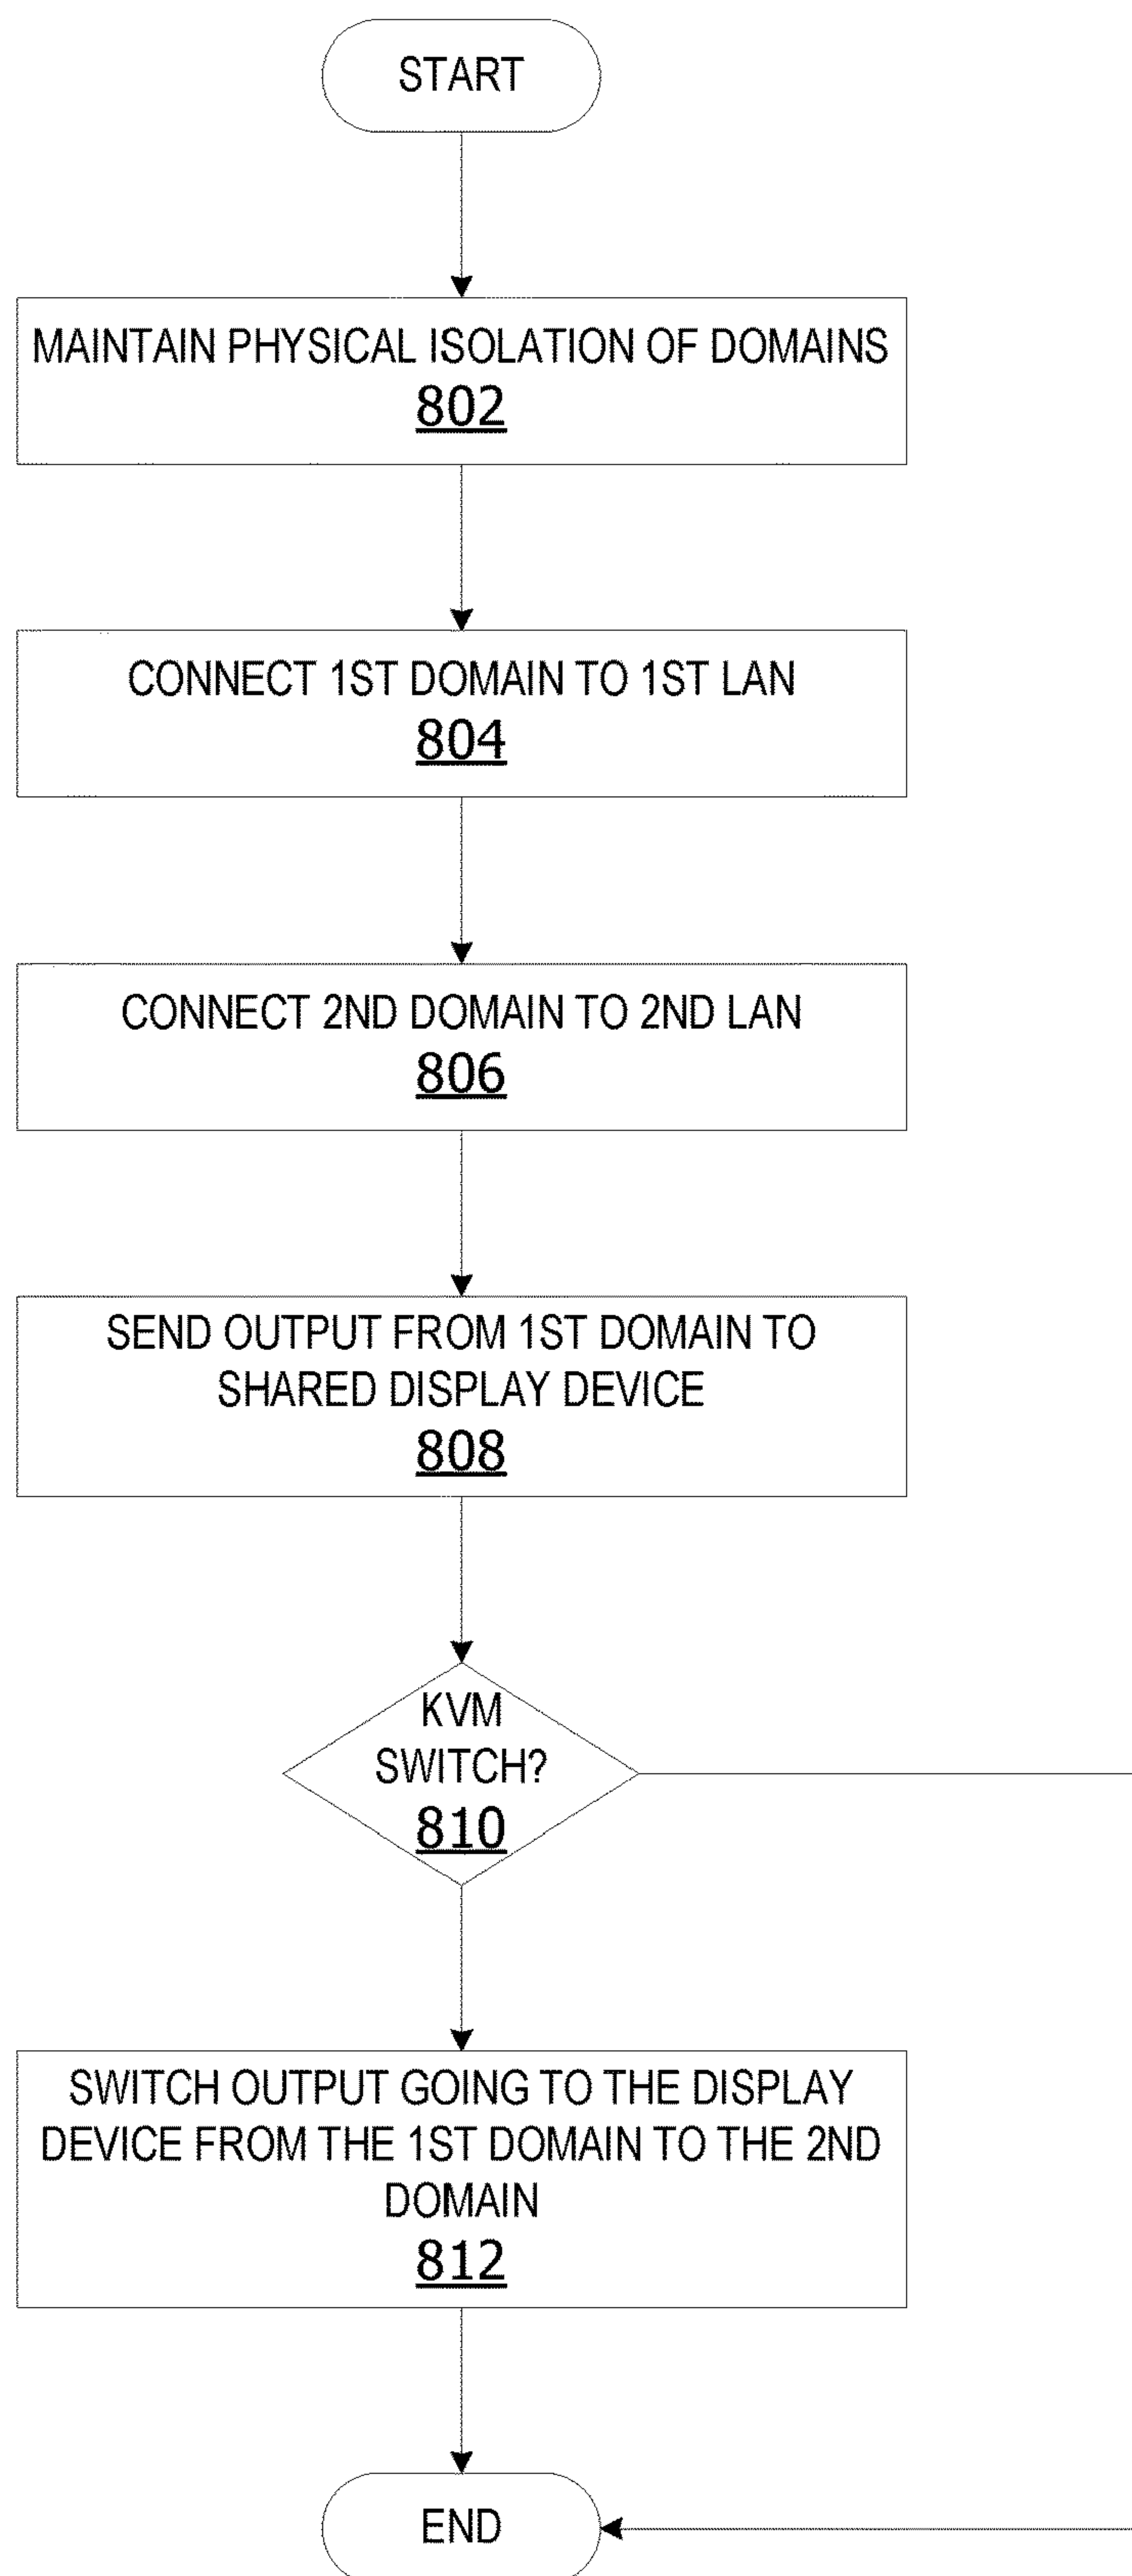 START
MAINTAIN PHYSICAL ISOLATION OF DOMAINS
802
CONNECT 1ST DOMAIN TO 1ST LAN
804
CONNECT 2ND DOMAIN TO 2ND LAN
806
SEND OUTPUT FROM 1ST DOMAIN TO
SHARED DISPLAY DEVICE
808
KVM
SWITCH?
810
SWITCH OUTPUT GOING TO THE DISPLAY
DEVICE FROM THE 1ST DOMAIN TO THE 2ND
DOMAIN
812
END